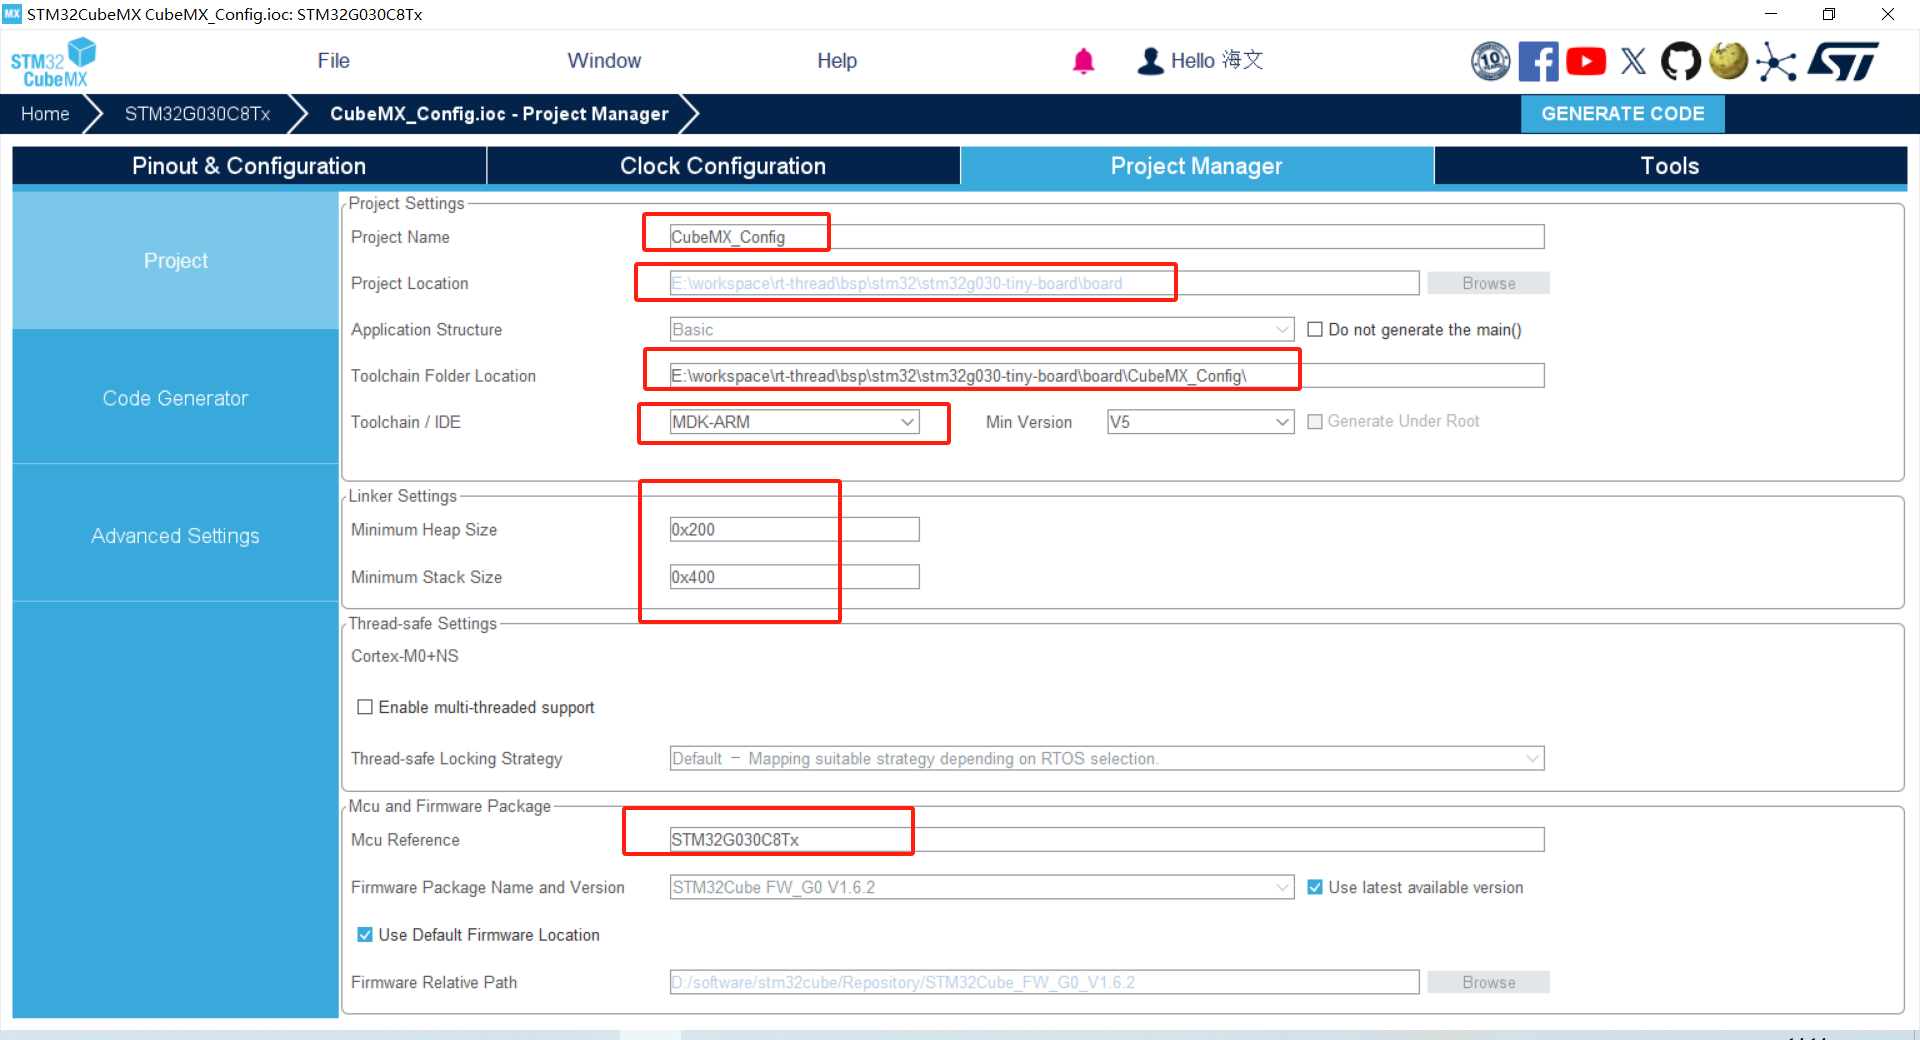 MX STM32CubeMX CubeMX_Config.ioc: STM32G030C8Tx
STM32
CubeMX
File
Window
Help
Hello 海文
10
Home
STM32G030C8Tx
CubeMX_Config.ioc - Project Manager
GENERATE CODE
Pinout & Configuration
Clock Configuration
Project Manager
Tools
Project
Code Generator
Advanced Settings
Project Settings
Project Name
CubeMX_Config
Project Location
E:\workspace\rt-thread\bsp\stm32\stm32g030-tiny-board\board
Browse
Application Structure
Basic
Do not generate the main()
Toolchain Folder Location
E:\workspace\rt-thread\bsp\stm32\stm32g030-tiny-board\board\CubeMX_Config\
Toolchain / IDE
MDK-ARM
Min Version
V5
Generate Under Root
Linker Settings
Minimum Heap Size
0x200
Minimum Stack Size
0x400
Thread-safe Settings
Cortex-M0+NS
Enable multi-threaded support
Thread-safe Locking Strategy
Default – Mapping suitable strategy depending on RTOS selection.
Mcu and Firmware Package
Mcu Reference
STM32G030C8Tx
Firmware Package Name and Version
STM32Cube FW_G0 V1.6.2
Use latest available version
Use Default Firmware Location
Firmware Relative Path
D:/software/stm32cube/Repository/STM32Cube_FW_G0_V1.6.2
Browse